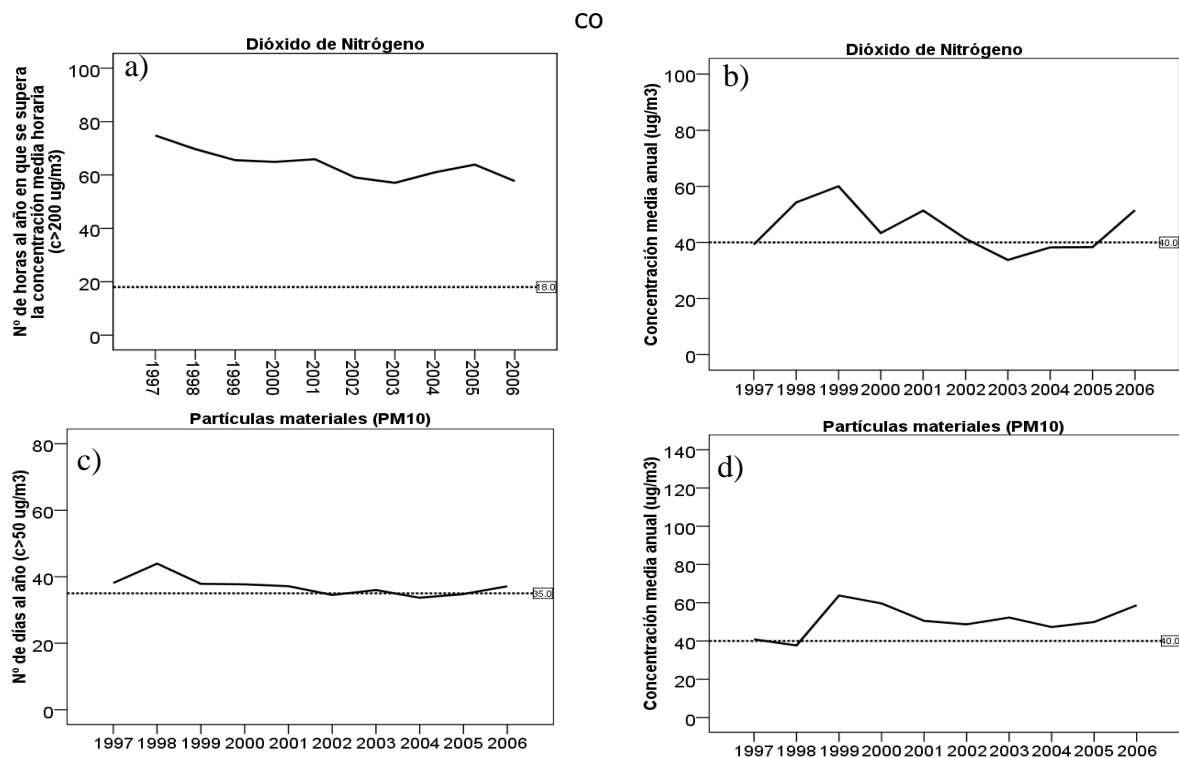 co
Dióxido de Nitrógeno
a)
Nº de horas al año en que se supera
la concentración media horaria
(c>200 ug/m3)
100
80
60
40
20
0
18.0
1997
1998
1999
2000
2001
2002
2003
2004
2005
2006
Dióxido de Nitrógeno
b)
Concentración media anual (ug/m3)
100
80
60
40
20
0
40.0
1997 1998 1999 2000 2001 2002 2003 2004 2005 2006
Partículas materiales (PM10)
c)
Nº de dias al año (c>50 ug/m3)
80
60
40
20
0
35.0
1997 1998 1999 2000 2001 2002 2003 2004 2005 2006
Partículas materiales (PM10)
d)
Concentración media anual (ug/m3)
140
120
100
80
60
40
20
0
40.0
1997 1998 1999 2000 2001 2002 2003 2004 2005 2006